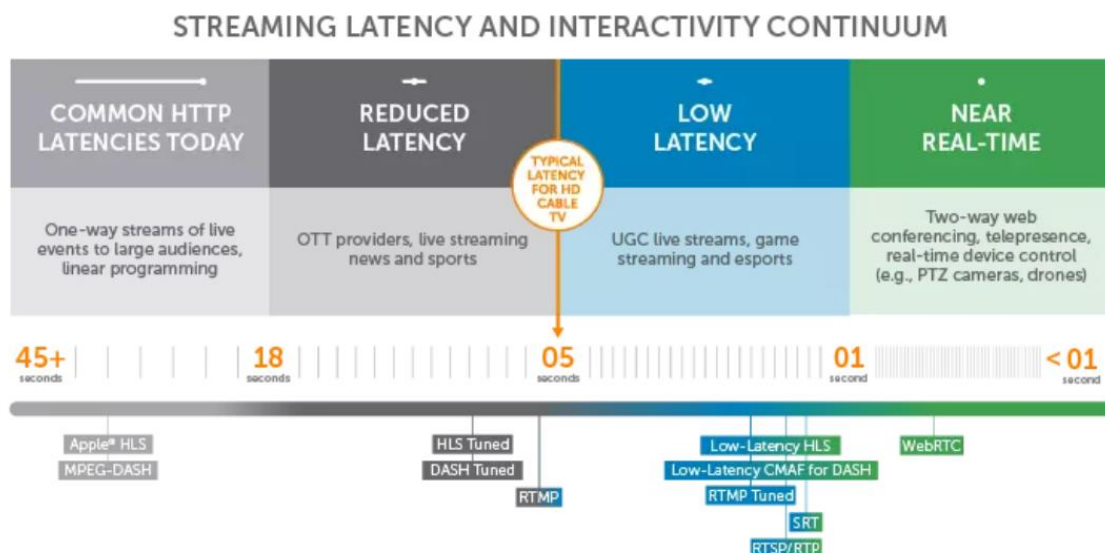 STREAMING LATENCY AND INTERACTIVITY CONTINUUM
COMMON HTTP
LATENCIES TODAY
REDUCED
LATENCY
LOW
LATENCY
NEAR
REAL-TIME
TYPICAL
LATENCY
FOR HD
CABLE
TV
One-way streams of live
events to large audiences,
linear programming
OTT providers, live streaming
news and sports
UGC live streams, game
streaming and esports
Two-way web
conferencing, telepresence,
real-time device control
(e.g., PTZ cameras, drones)
45+
seconds
18
seconds
05
seconds
01
second
< 01
second
Apple® HLS
MPEG-DASH
HLS Tuned
DASH Tuned
RTMP
Low-Latency HLS
Low-Latency CMAF for DASH
RTMP Tuned
SRT
RTSP/RTP
WebRTC